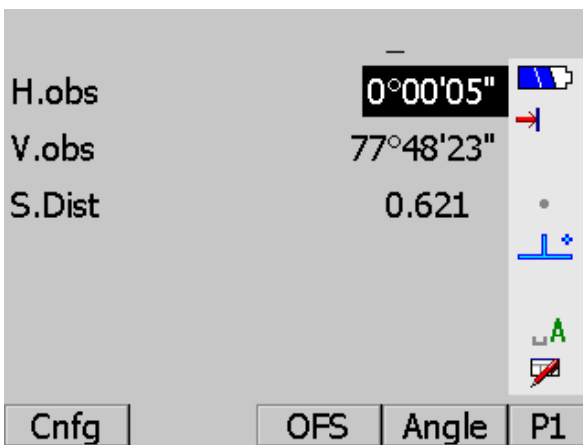 H.obs 0°00'05"
V.obs 77°48'23"
S.Dist 0.621
A
Cnfg OFS Angle P1